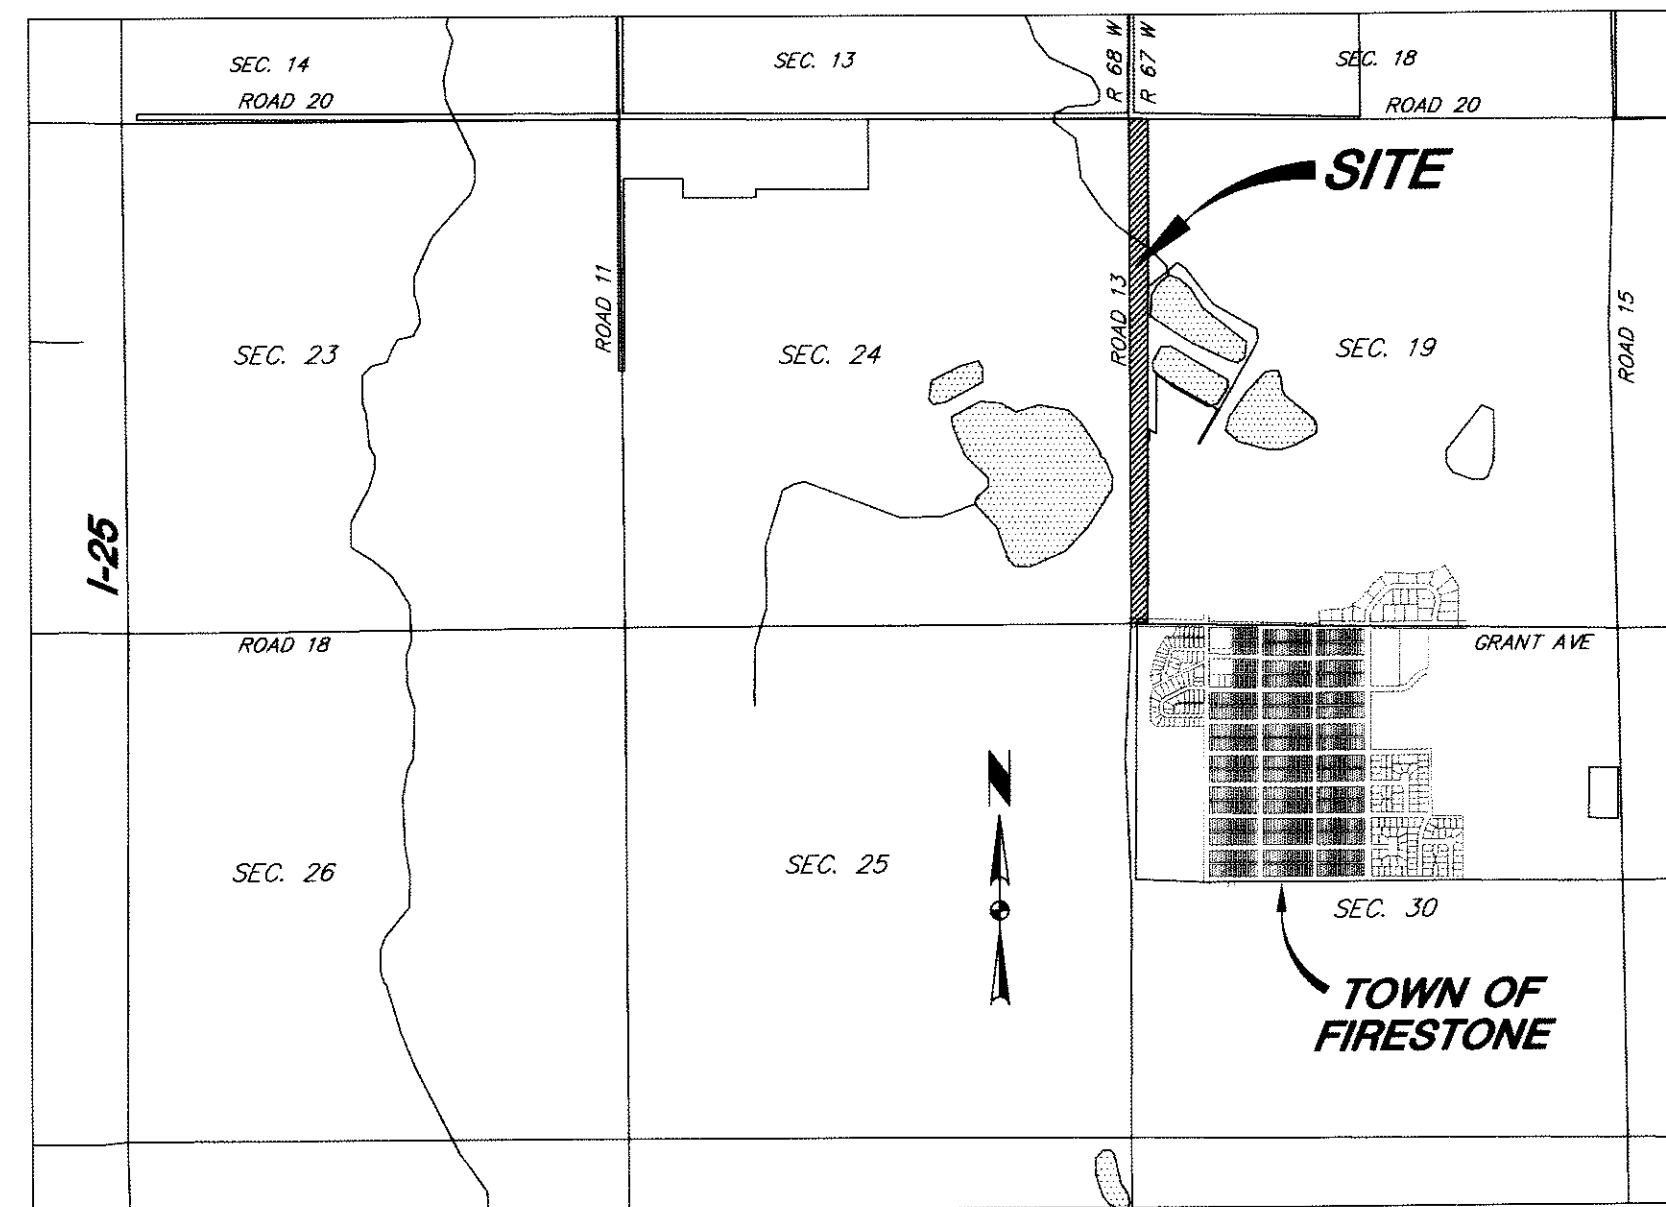 SEC. 14
SEC. 13
R 68 W
R 67 W
SEC. 18
ROAD 20
ROAD 20
SITE
ROAD 11
ROAD 13
ROAD 15
SEC. 23
SEC. 24
SEC. 19
I-25
ROAD 18
GRANT AVE
N
SEC. 26
SEC. 25
SEC. 30
TOWN OF
FIRESTONE